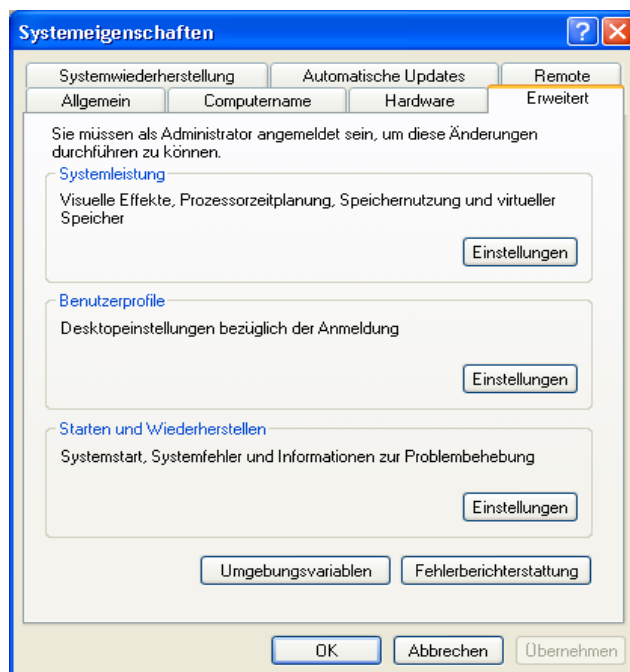 Systemeigenschaften
Systemwiederherstellung Automatische Updates Remote
Allgemein Computername Hardware Erweitert
Sie müssen als Administrator angemeldet sein, um diese Änderungen
durchführen zu können.
Systemleistung
Visuelle Effekte, Prozessorzeitplanung, Speichernutzung und virtueller
Speicher
Einstellungen
Benutzerprofile
Desktopeinstellungen bezüglich der Anmeldung
Einstellungen
Starten und Wiederherstellen
Systemstart, Systemfehler und Informationen zur Problembehebung
Einstellungen
Umgebungsvariablen Fehlerberichterstattung
OK Abbrechen Übernehmen